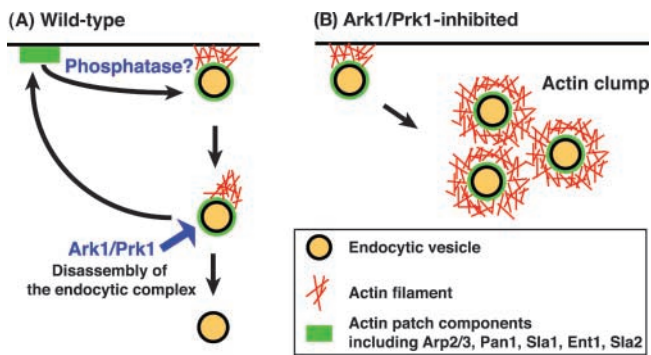 (A) Wild-type
Phosphatase?
Ark1/Prk1
Disassembly of
the endocytic complex
(B) Ark1/Prk1-inhibited
Actin clump
Endocytic vesicle
Actin filament
Actin patch components
including Arp2/3, Pan1, Sla1, Ent1, Sla2